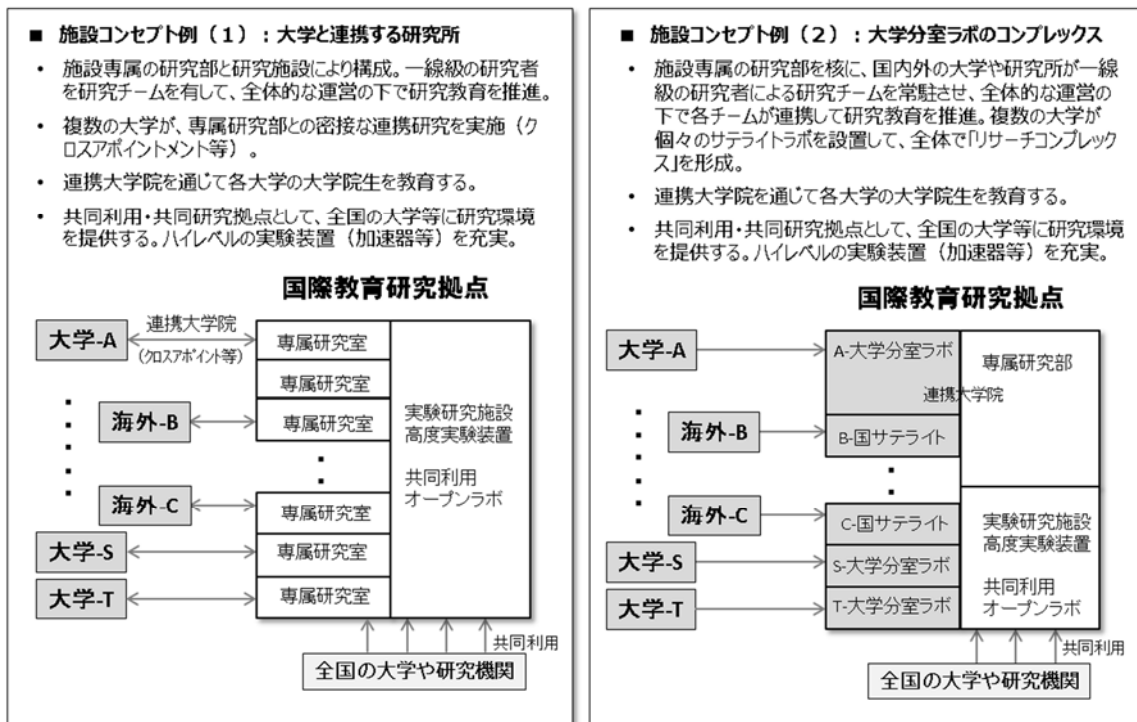 ■ 施設コンセプト例（１）：大学と連携する研究所
• 施設専属の研究部と研究施設により構成。一線級の研究者
を研究チームを有して、全体的な運営の下で研究教育を推進。
• 複数の大学が、専属研究部との密接な連携研究を実施（ク
ロスアポイントメント等）。
• 連携大学院を通じて各大学の大学院生を教育する。
• 共同利用・共同研究拠点として、全国の大学等に研究環境
を提供する。ハイレベルの実験装置（加速器等）を充実。
国際教育研究拠点
大学-A
連携大学院
(クロスアポイント等)
専属研究室
専属研究室
海外-B
専属研究室
実験研究施設
高度実験装置
共同利用
オープンラボ
海外-C
専属研究室
大学-S
専属研究室
大学-T
専属研究室
共同利用
全国の大学や研究機関
■ 施設コンセプト例（２）：大学分室ラボのコンプレックス
• 施設専属の研究部を核に、国内外の大学や研究所が一線
級の研究者による研究チームを常駐させ、全体的な運営の
下で各チームが連携して研究教育を推進。複数の大学が
個々のサテライトラボを設置して、全体で「リサーチコンプレック
ス」を形成。
• 連携大学院を通じて各大学の大学院生を教育する。
• 共同利用・共同研究拠点として、全国の大学等に研究環境
を提供する。ハイレベルの実験装置（加速器等）を充実。
国際教育研究拠点
大学-A
A-大学分室ラボ
専属研究部
連携大学院
海外-B
B-国サテライト
海外-C
C-国サテライト
実験研究施設
高度実験装置
大学-S
S-大学分室ラボ
共同利用
オープンラボ
大学-T
T-大学分室ラボ
共同利用
全国の大学や研究機関